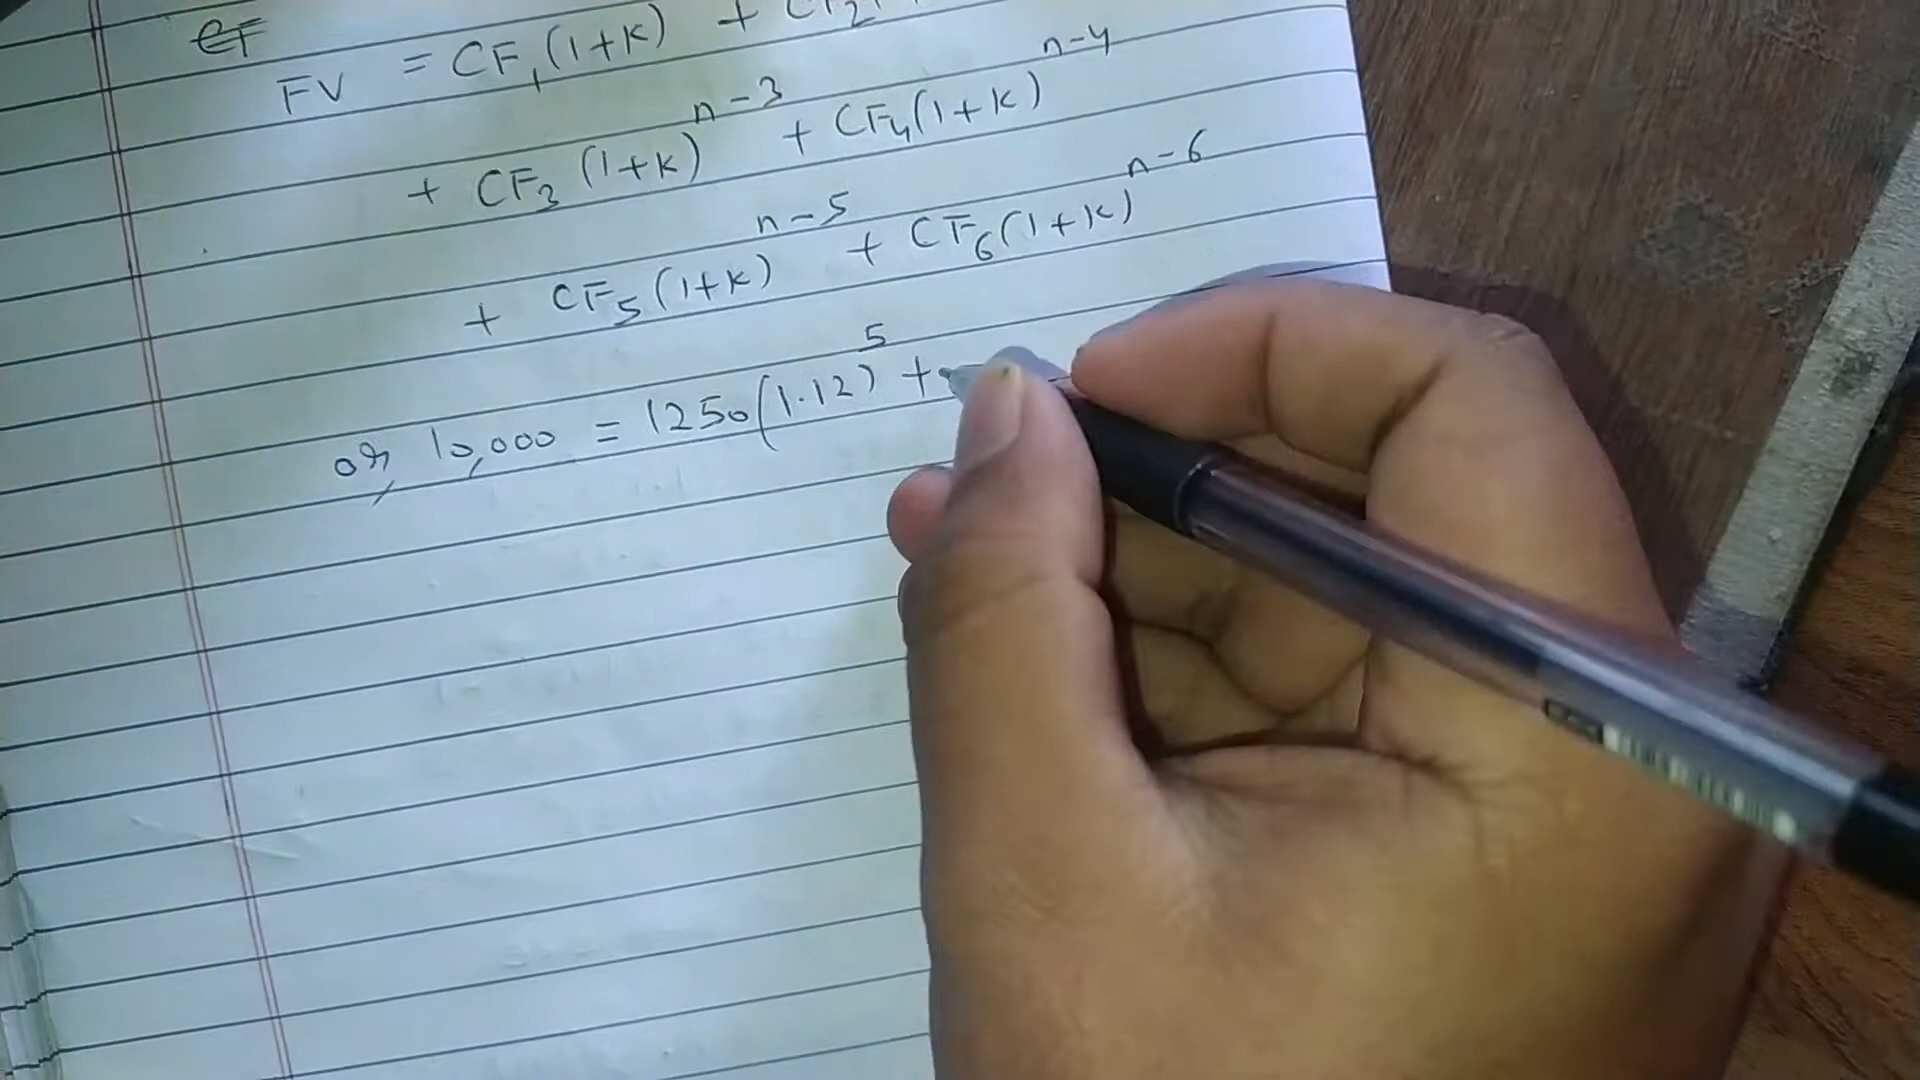 CF
FV = CF₁(1+k) + CF₂
+ CF₃ (1+k)ⁿ⁻³ + CF₄(1+k)ⁿ⁻⁴
+ CF₅(1+k)ⁿ⁻⁵ + CF₆(1+k)ⁿ⁻⁶
or, 10,000 = 1250(1.12)⁵ +